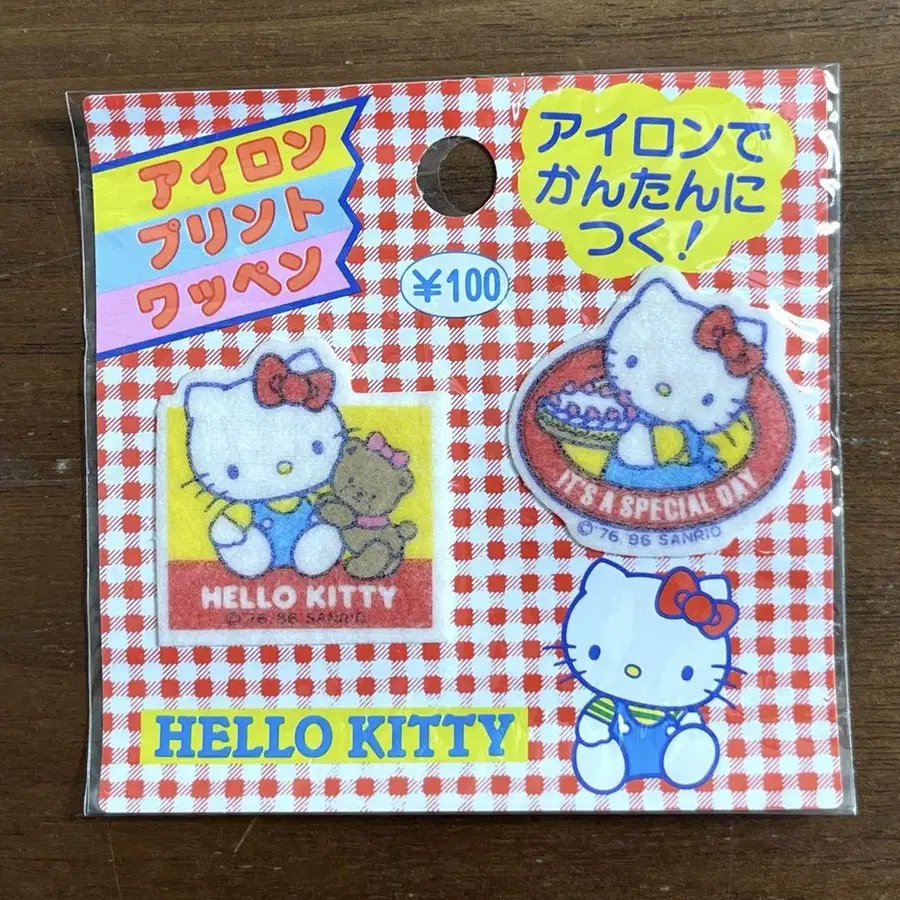 アイロン
プリント
ワッペン
アイロンで
かんたんに
つく!
¥100
IT'S A SPECIAL DAY
© 76, 86 SANRIO
HELLO KITTY
© 76, 86 SANRIO
HELLO KITTY